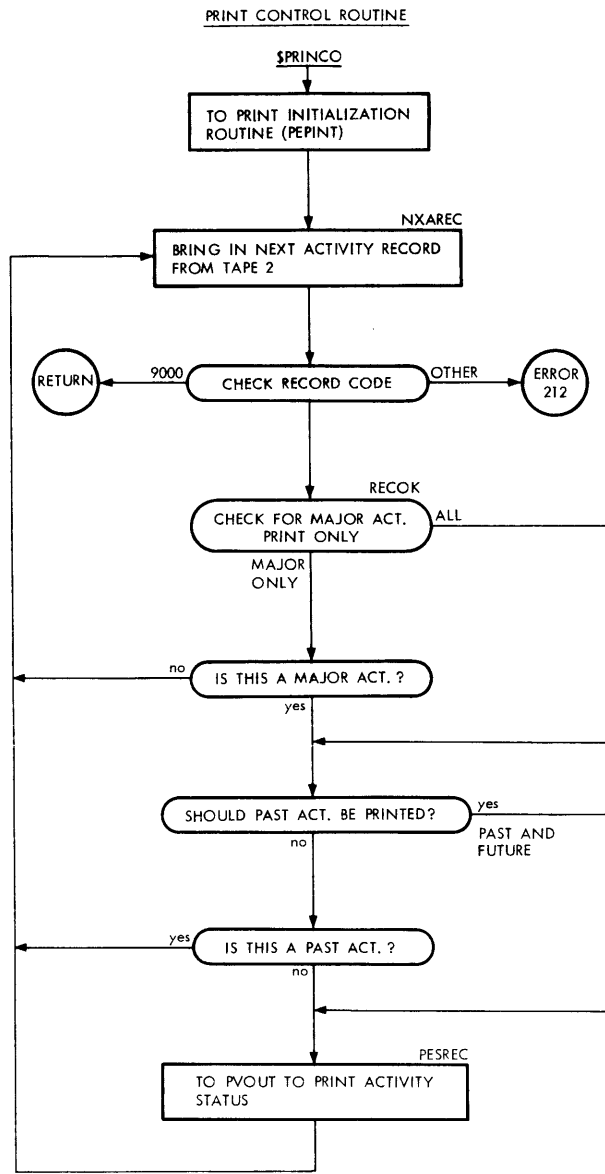 PRINT CONTROL ROUTINE
$PRINCO
TO PRINT INITIALIZATION
ROUTINE (PEPINT)
NXAREC
BRING IN NEXT ACTIVITY RECORD
FROM TAPE 2
RETURN
9000
CHECK RECORD CODE
OTHER
ERROR
212
RECOK
CHECK FOR MAJOR ACT.
PRINT ONLY
ALL
MAJOR
ONLY
no
IS THIS A MAJOR ACT. ?
yes
SHOULD PAST ACT. BE PRINTED?
yes
no
PAST AND
FUTURE
yes
IS THIS A PAST ACT. ?
no
PESREC
TO PVOUT TO PRINT ACTIVITY
STATUS